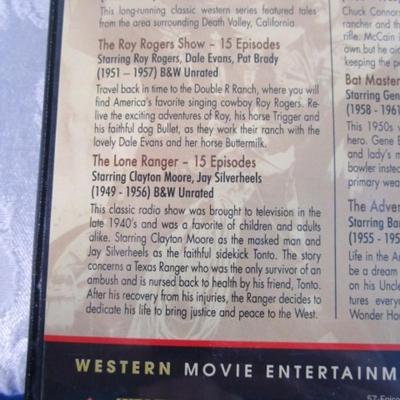 This long-running classic western series featured tales
from the area surrounding Death Valley, California.
The Roy Rogers Show – 15 Episodes
Starring Roy Rogers, Dale Evans, Pat Brady
(1951 – 1957) B&W Unrated
Travel back in time to the Double R Ranch, where you will
find America's favorite singing cowboy Roy Rogers. Re-
live the exciting adventures of Roy, his horse Trigger and
his faithful dog Bullet, as they work their ranch with the
lovely Dale Evans and her horse Buttermilk.
The Lone Ranger – 15 Episodes
Starring Clayton Moore, Jay Silverheels
(1949 - 1956) B&W Unrated
This classic radio show was brought to television in the
late 1940's and was a favorite of children and adults
alike. Starring Clayton Moore as the masked man and
Jay Silverheels as the faithful sidekick Tonto. The story
concerns a Texas Ranger who was the only survivor of an
ambush and is nursed back to health by his friend, Tonto.
After his recovery from his injuries, the Ranger decides to
dedicate his life to bring justice and peace to the West.
Chuck Connor
rancher and th
rifle. McCain i
own.but he did
keeping the pe
Bat Master
Starring Gen
(1958 - 1961
This 1950s v
hero. Gene B
and lady's m
bowler instead
primary wea
The Adven
Starring Bar
(1955 - 195
Life in the Am
be a dream
on his Uncle
tures every
Wonder Ho
WESTERN MOVIE ENTERTAINM
57-Episo